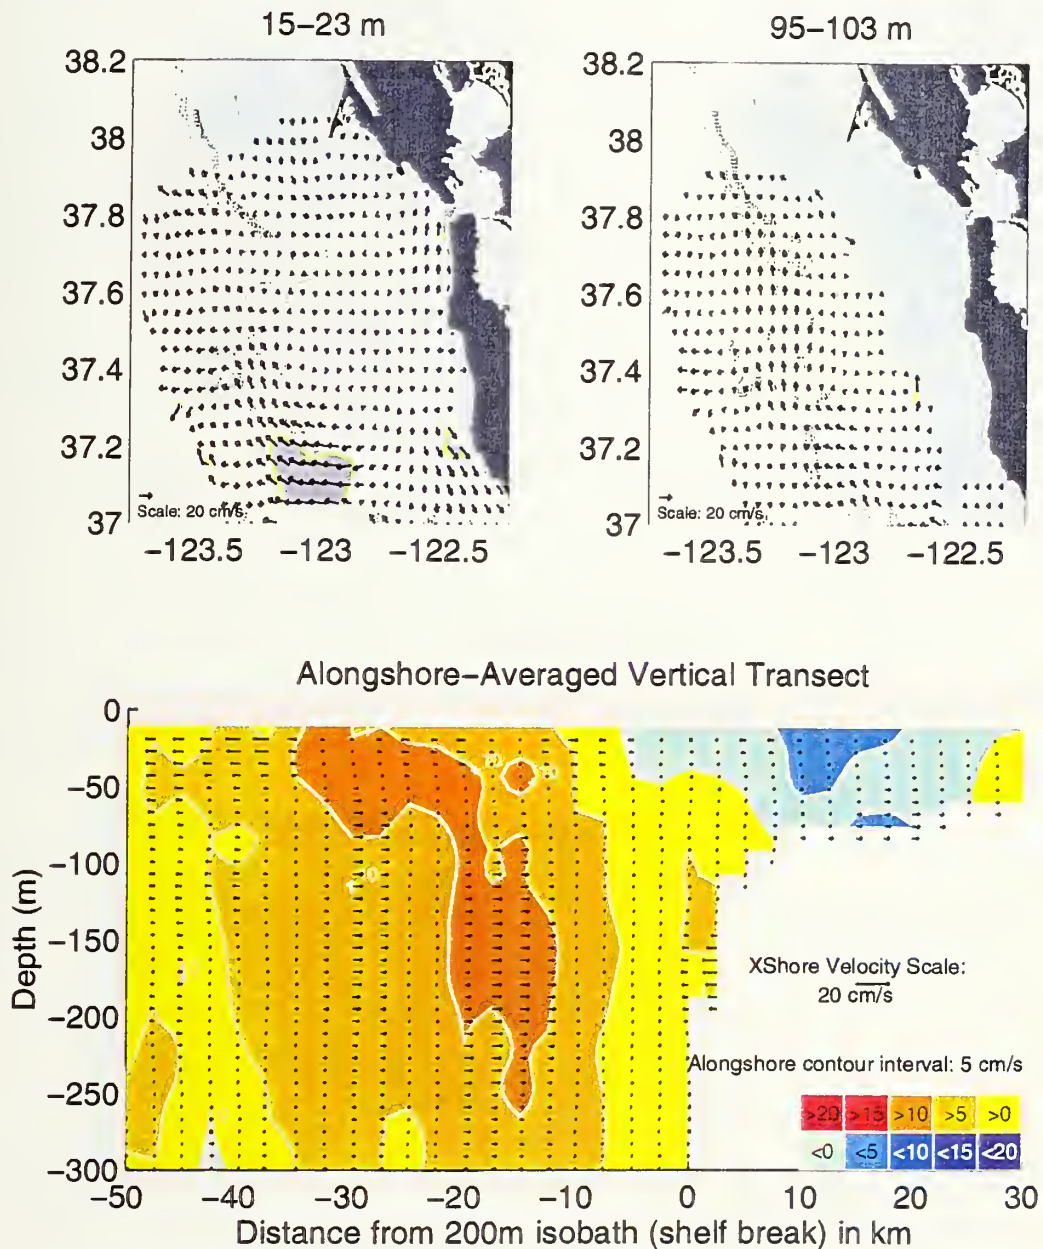 15–23 m
95–103 m
38.2
38
37.8
37.6
37.4
37.2
37
Scale: 20 cm/s
−123.5 −123 −122.5
38.2
38
37.8
37.6
37.4
37.2
37
Scale: 20 cm/s
−123.5 −123 −122.5
Alongshore–Averaged Vertical Transect
0
−50
−100
−150
−200
−250
−300
Depth (m)
10
10
XShore Velocity Scale:
20 cm/s
Alongshore contour interval: 5 cm/s
>20 >15 >10 >5 >0
<0 <5 <10 <15 <20
−50 −40 −30 −20 −10 0 10 20 30
Distance from 200m isobath (shelf break) in km